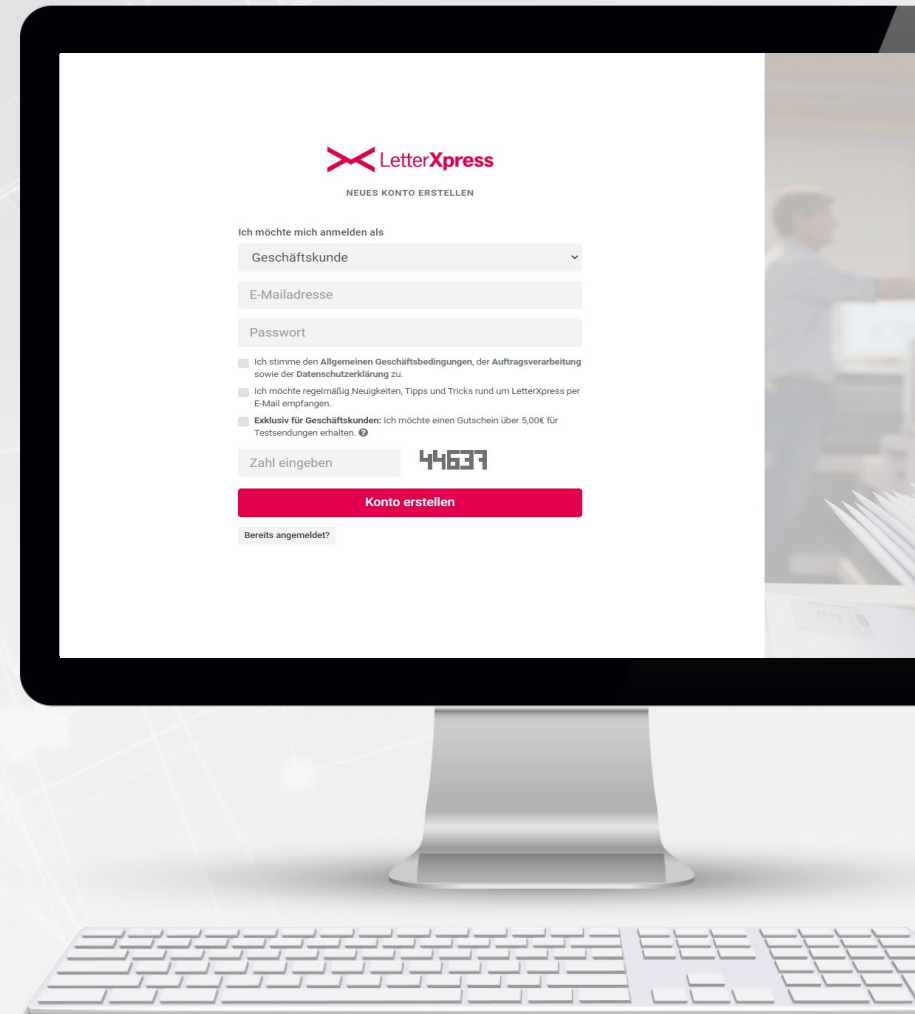 LetterXpress
NEUES KONTO ERSTELLEN
Ich möchte mich anmelden als
Geschäftskunde
E-Mailadresse
Passwort
Ich stimme den Allgemeinen Geschäftsbedingungen, der Auftragsverarbeitung
sowie der Datenschutzerklärung zu.
Ich möchte regelmäßig Neuigkeiten, Tipps und Tricks rund um LetterXpress per
E-Mail empfangen.
Exklusiv für Geschäftskunden: Ich möchte einen Gutschein über 5,00€ für
Testsendungen erhalten. ?
Zahl eingeben 44637
Konto erstellen
Bereits angemeldet?